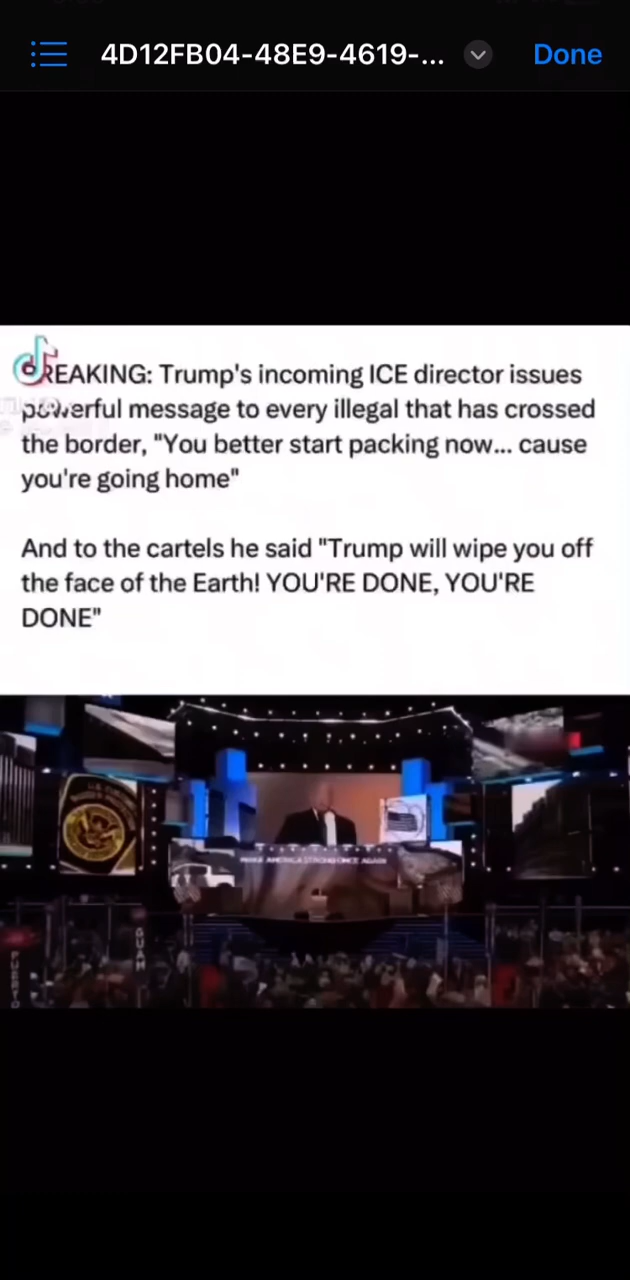 4D12FB04-48E9-4619-...
Done
BREAKING: Trump's incoming ICE director issues
powerful message to every illegal that has crossed
the border, "You better start packing now... cause
you're going home"
And to the cartels he said "Trump will wipe you off
the face of the Earth! YOU'RE DONE, YOU'RE
DONE"
MAKE AMERICA STRONG ONCE AGAIN
GUAM